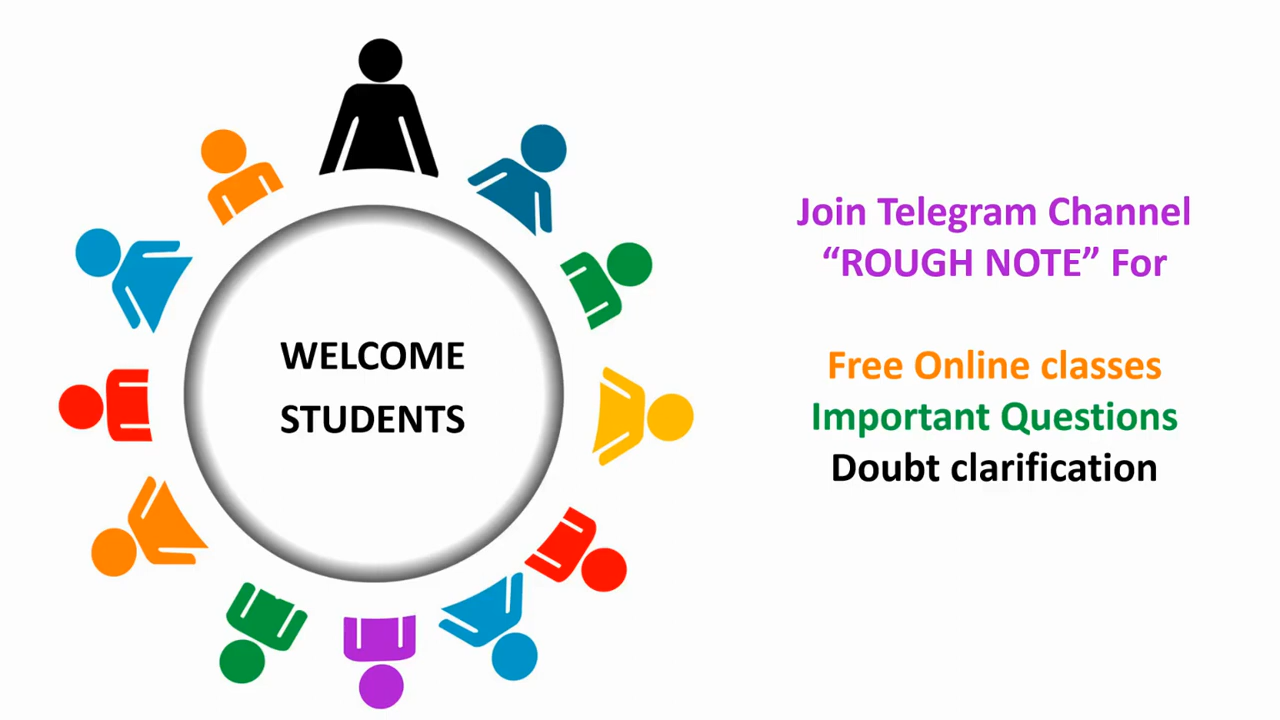 WELCOME
STUDENTS
Join Telegram Channel
“ROUGH NOTE” For
Free Online classes
Important Questions
Doubt clarification